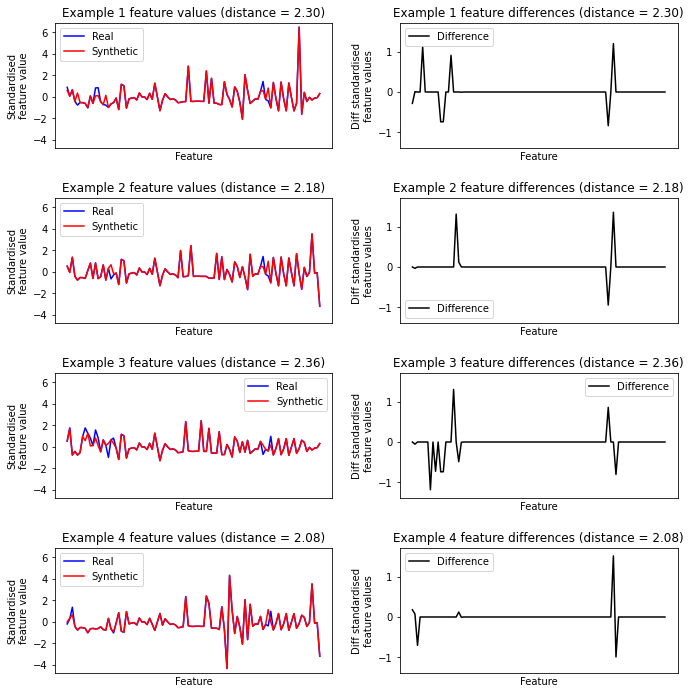 Example 1 feature values (distance = 2.30)
Standardised
feature value
6
4
2
0
−2
−4
Real
Synthetic
Feature
Example 1 feature differences (distance = 2.30)
Diff standardised
feature values
1
0
−1
Difference
Feature
Example 2 feature values (distance = 2.18)
Standardised
feature value
6
4
2
0
−2
−4
Real
Synthetic
Feature
Example 2 feature differences (distance = 2.18)
Diff standardised
feature values
1
0
−1
Difference
Feature
Example 3 feature values (distance = 2.36)
Standardised
feature value
6
4
2
0
−2
−4
Real
Synthetic
Feature
Example 3 feature differences (distance = 2.36)
Diff standardised
feature values
1
0
−1
Difference
Feature
Example 4 feature values (distance = 2.08)
Standardised
feature value
6
4
2
0
−2
−4
Real
Synthetic
Feature
Example 4 feature differences (distance = 2.08)
Diff standardised
feature values
1
0
−1
Difference
Feature